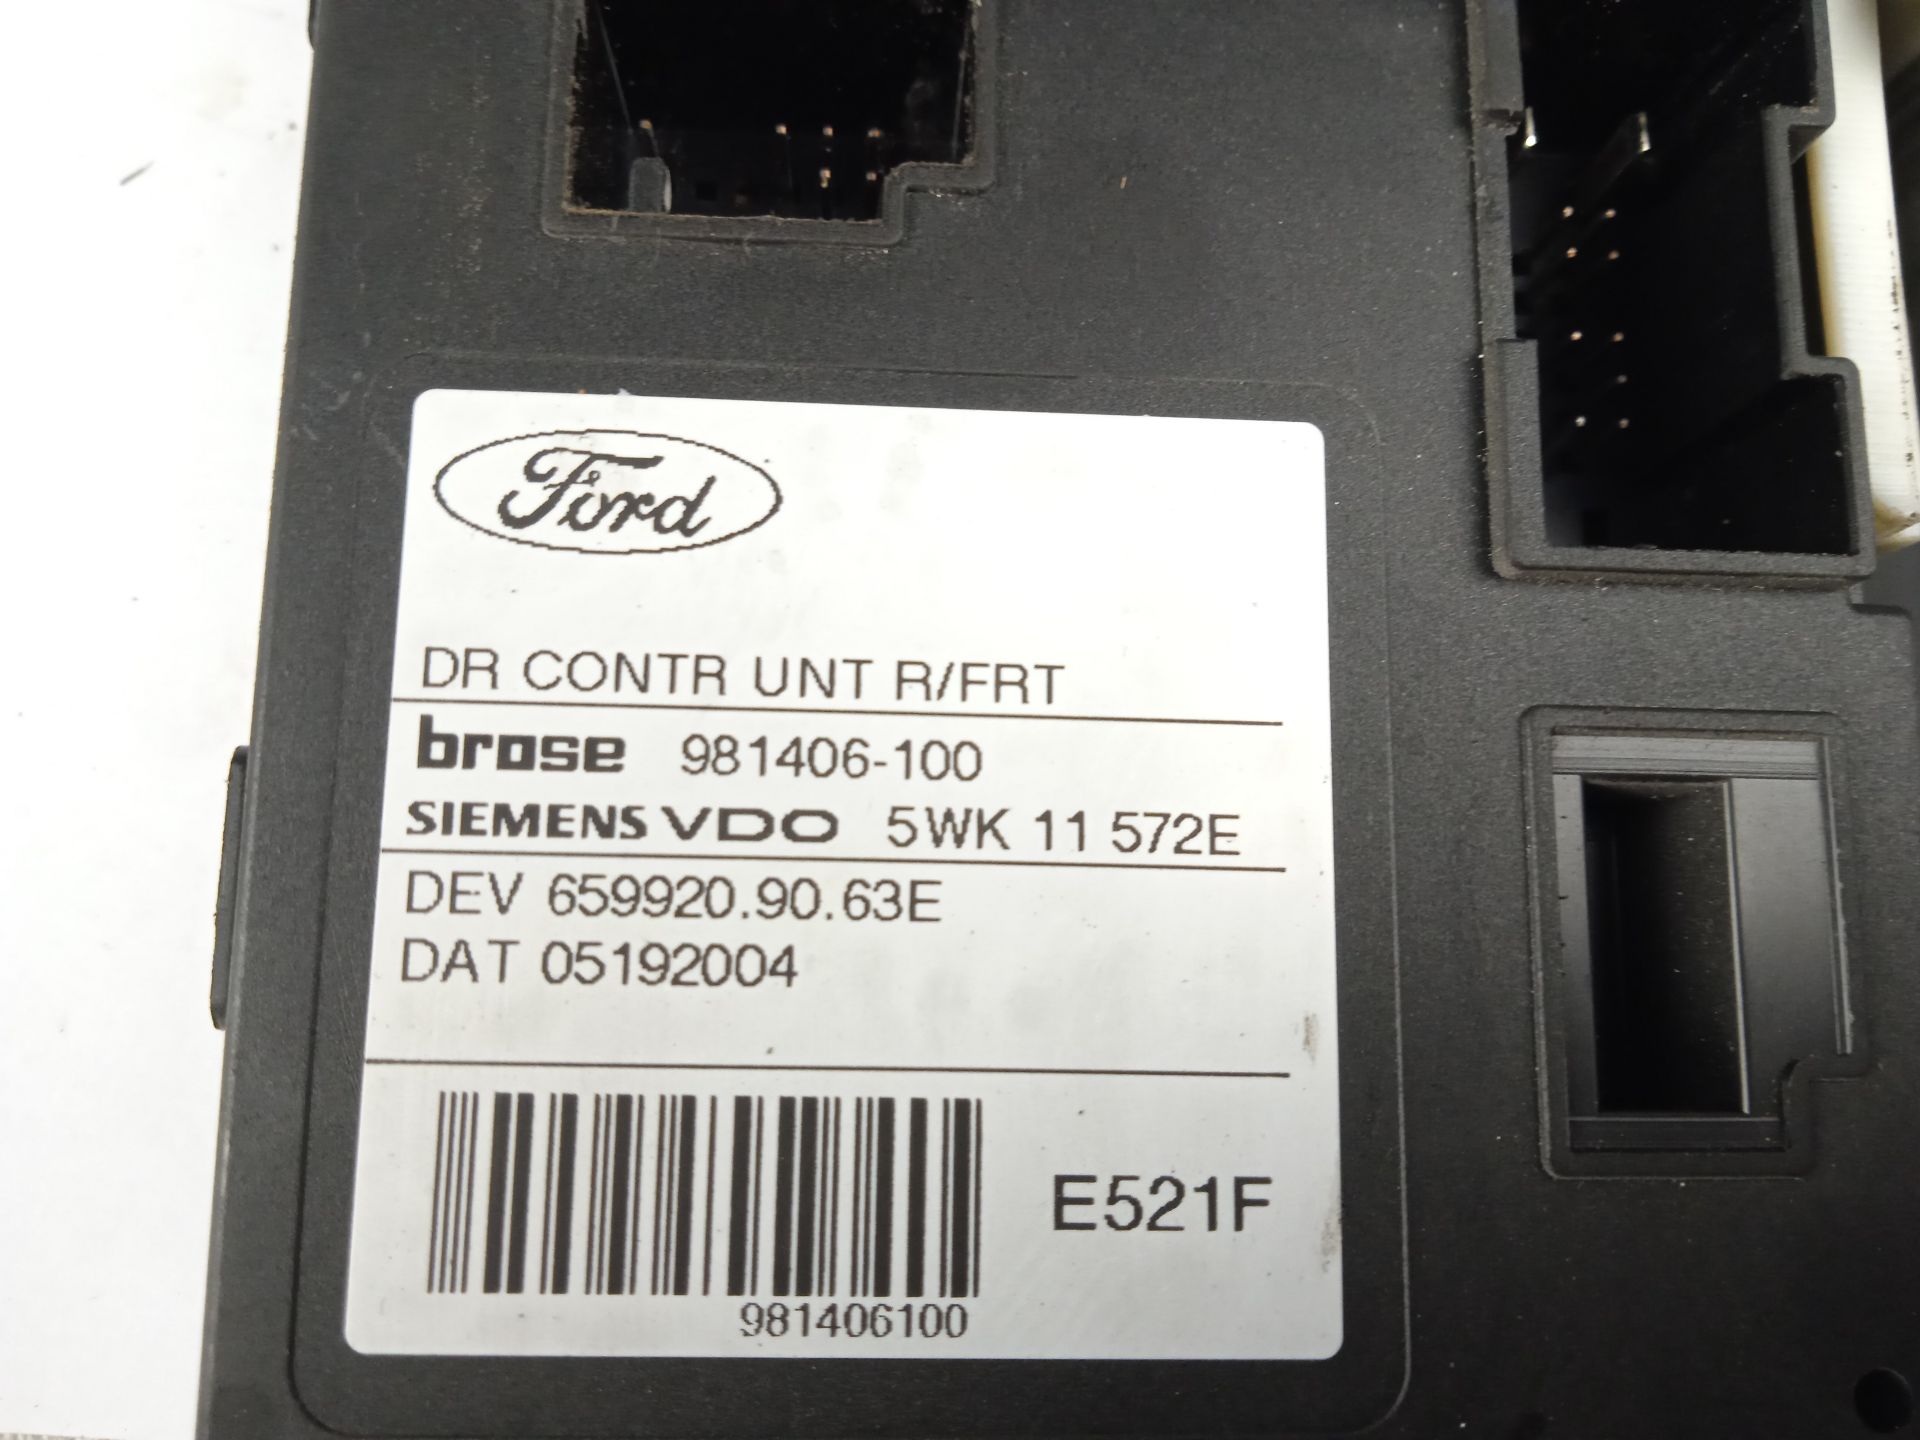 Ford
DR CONTR UNT R/FRT
brose 981406-100
SIEMENS VDO 5WK 11 572E
DEV 659920.90.63E
DAT 05192004
E521F
981406100